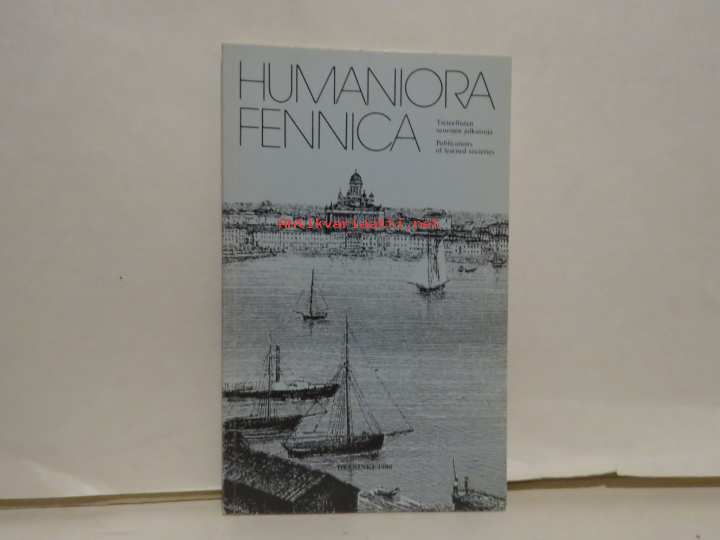 HUMANIORA
FENNICA
Tieteellisten
seurojen julkaisuja
Publications
of learned societies
Antikvariaatti.net
HELSINKI 1980